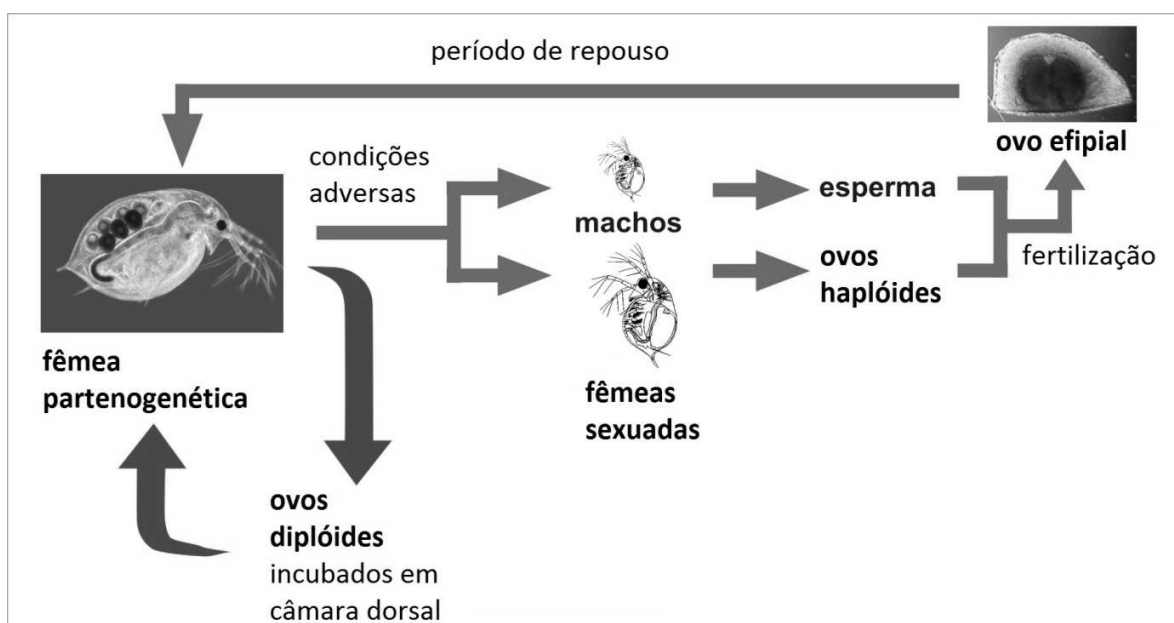 período de repouso
ovo efipial
condições
adversas
machos
esperma
fertilização
ovos
haplóides
fêmea
partenogenética
fêmeas
sexuadas
ovos
diplóides
incubados em
câmara dorsal